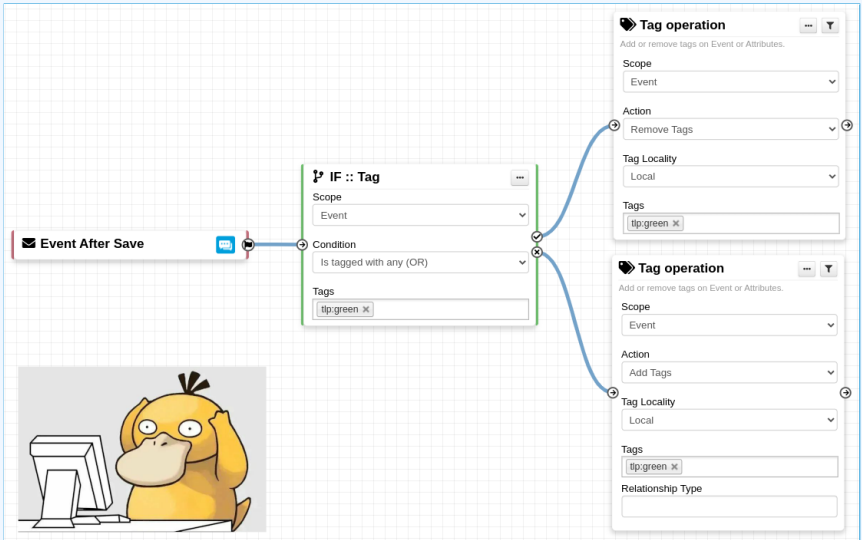 Event After Save
IF :: Tag
...
Scope
Event
Condition
Is tagged with any (OR)
Tags
tlp:green
Tag operation
...
Add or remove tags on Event or Attributes.
Scope
Event
Action
Remove Tags
Tag Locality
Local
Tags
tlp:green
Tag operation
...
Add or remove tags on Event or Attributes.
Scope
Event
Action
Add Tags
Tag Locality
Local
Tags
tlp:green
Relationship Type